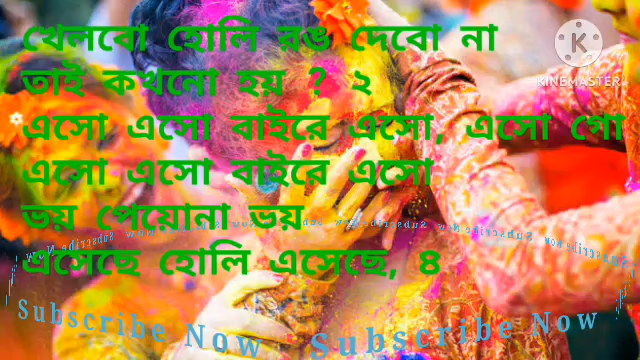 খেলবো হোলি রঙ দেবো না
তাই কখনো হয় ? ২
এসো এসো বাইরে এসো, এসো গো
এসো এসো বাইরে এসো
ভয় পেয়োনা ভয়
এসেছে হোলি এসেছে, ৪
K
KINEMASTER
Subscribe Now Subscribe Now